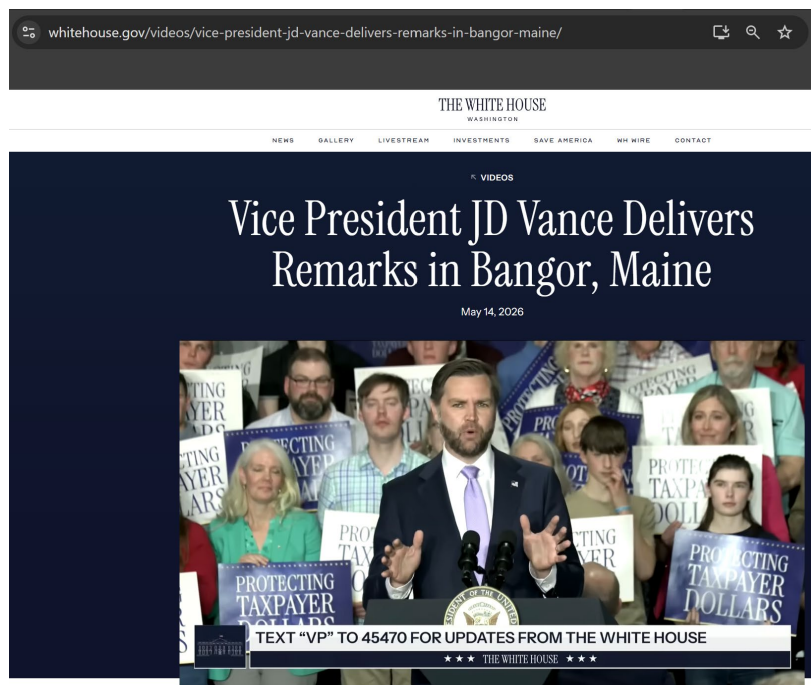 whitehouse.gov/videos/vice-president-jd-vance-delivers-remarks-in-bangor-maine/
THE WHITE HOUSE
WASHINGTON
NEWS GALLERY LIVESTREAM INVESTMENTS SAVE AMERICA WH WIRE CONTACT
VIDEOS
Vice President JD Vance Delivers
Remarks in Bangor, Maine
May 14, 2026
PROTECTING
TAXPAYER
DOLLARS
PROTECTING
TAXPAYER
DOLLARS
TEXT “VP” TO 45470 FOR UPDATES FROM THE WHITE HOUSE
★ ★ ★ THE WHITE HOUSE ★ ★ ★